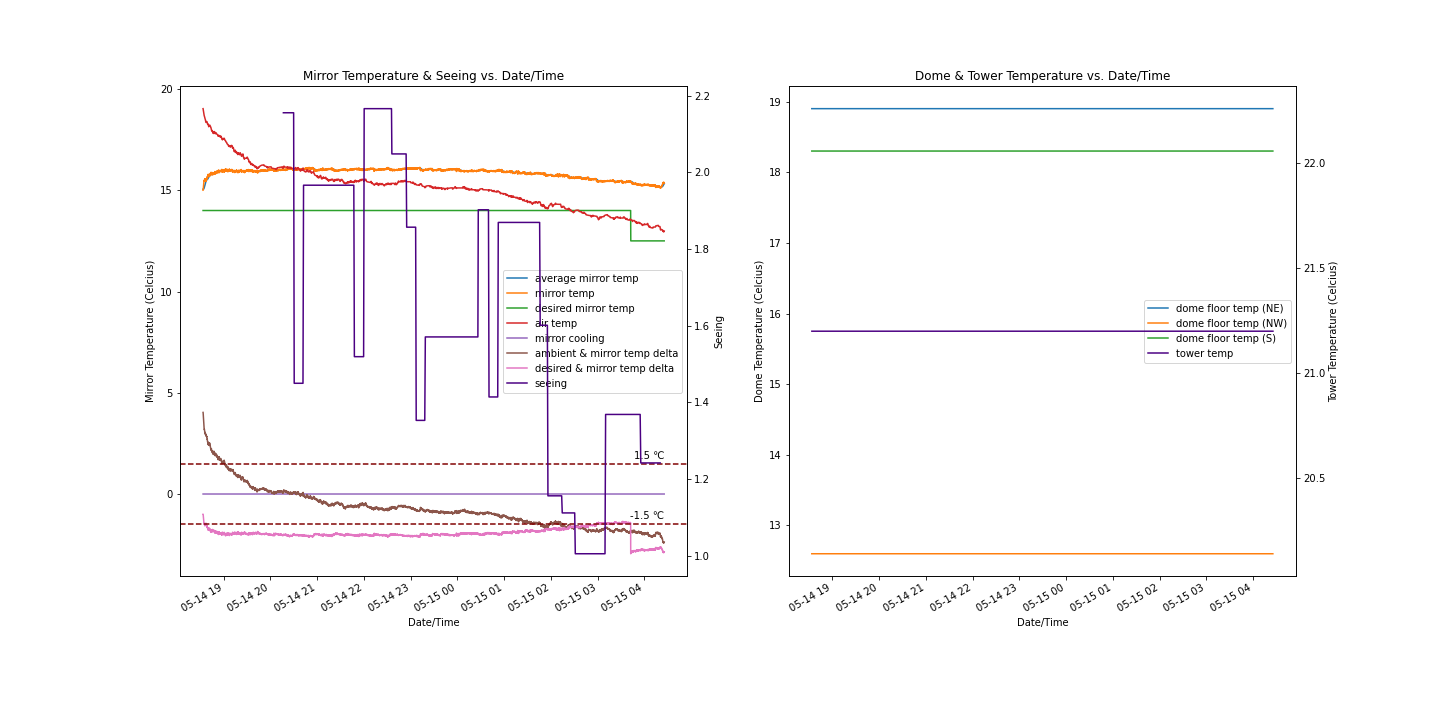 Mirror Temperature & Seeing vs. Date/Time
20
15
10
5
0
Mirror Temperature (Celcius)
2.2
2.0
1.8
1.6
1.4
1.2
1.0
Seeing
average mirror temp
mirror temp
desired mirror temp
air temp
mirror cooling
ambient & mirror temp delta
desired & mirror temp delta
seeing
1.5 °C
-1.5 °C
05-14 19
05-14 20
05-14 21
05-14 22
05-14 23
05-15 00
05-15 01
05-15 02
05-15 03
05-15 04
Date/Time
Dome & Tower Temperature vs. Date/Time
19
18
17
16
15
14
13
Dome Temperature (Celcius)
22.0
21.5
21.0
20.5
Tower Temperature (Celcius)
dome floor temp (NE)
dome floor temp (NW)
dome floor temp (S)
tower temp
05-14 19
05-14 20
05-14 21
05-14 22
05-14 23
05-15 00
05-15 01
05-15 02
05-15 03
05-15 04
Date/Time